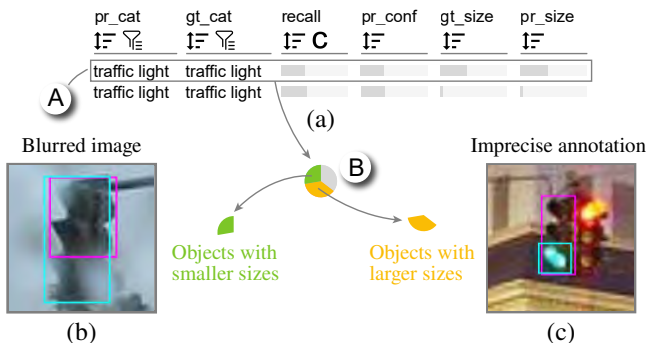 pr_cat gt_cat recall pr_conf gt_size pr_size
C
traffic light traffic light
traffic light traffic light
A
(a)
Blurred image
Imprecise annotation
B
Objects with
smaller sizes
Objects with
larger sizes
(b)
(c)